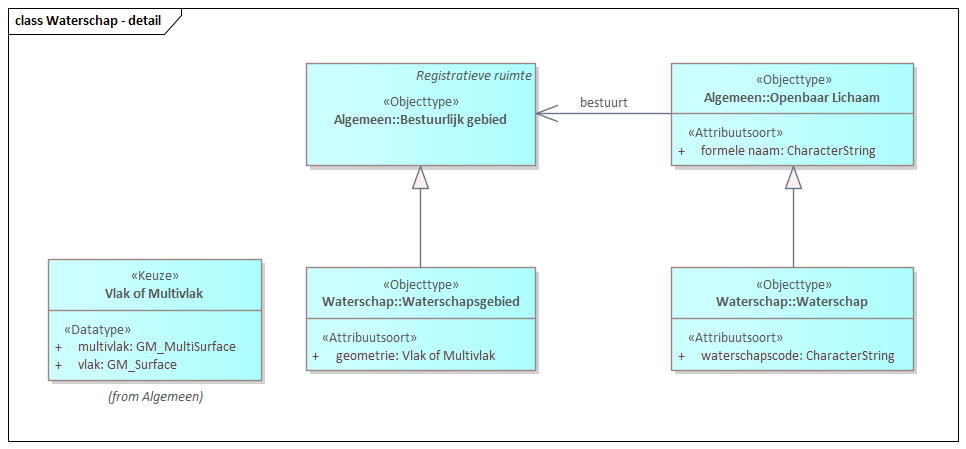 class Waterschap - detail
Registratieve ruimte
«Objecttype»
Algemeen::Bestuurlijk gebied
bestuurt
«Objecttype»
Algemeen::Openbaar Lichaam
«Attribuutsoort»
+ formele naam: CharacterString
«Keuze»
Vlak of Multivlak
«Datatype»
+ multivlak: GM_MultiSurface
+ vlak: GM_Surface
(from Algemeen)
«Objecttype»
Waterschap::Waterschapsgebied
«Attribuutsoort»
+ geometrie: Vlak of Multivlak
«Objecttype»
Waterschap::Waterschap
«Attribuutsoort»
+ waterschapscode: CharacterString